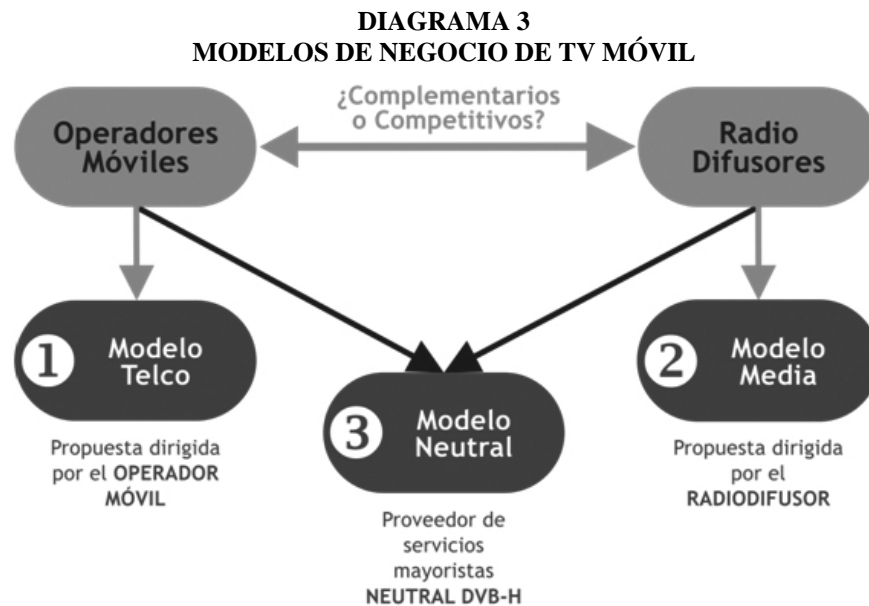 DIAGRAMA 3
MODELOS DE NEGOCIO DE TV MÓVIL
¿Complementarios
o Competitivos?
Operadores
Móviles
Radio
Difusores
1
Modelo
Telco
2
Modelo
Media
3
Modelo
Neutral
Propuesta dirigida
por el OPERADOR
MÓVIL
Propuesta dirigida
por el
RADIODIFUSOR
Proveedor de
servicios
mayoristas
NEUTRAL DVB-H